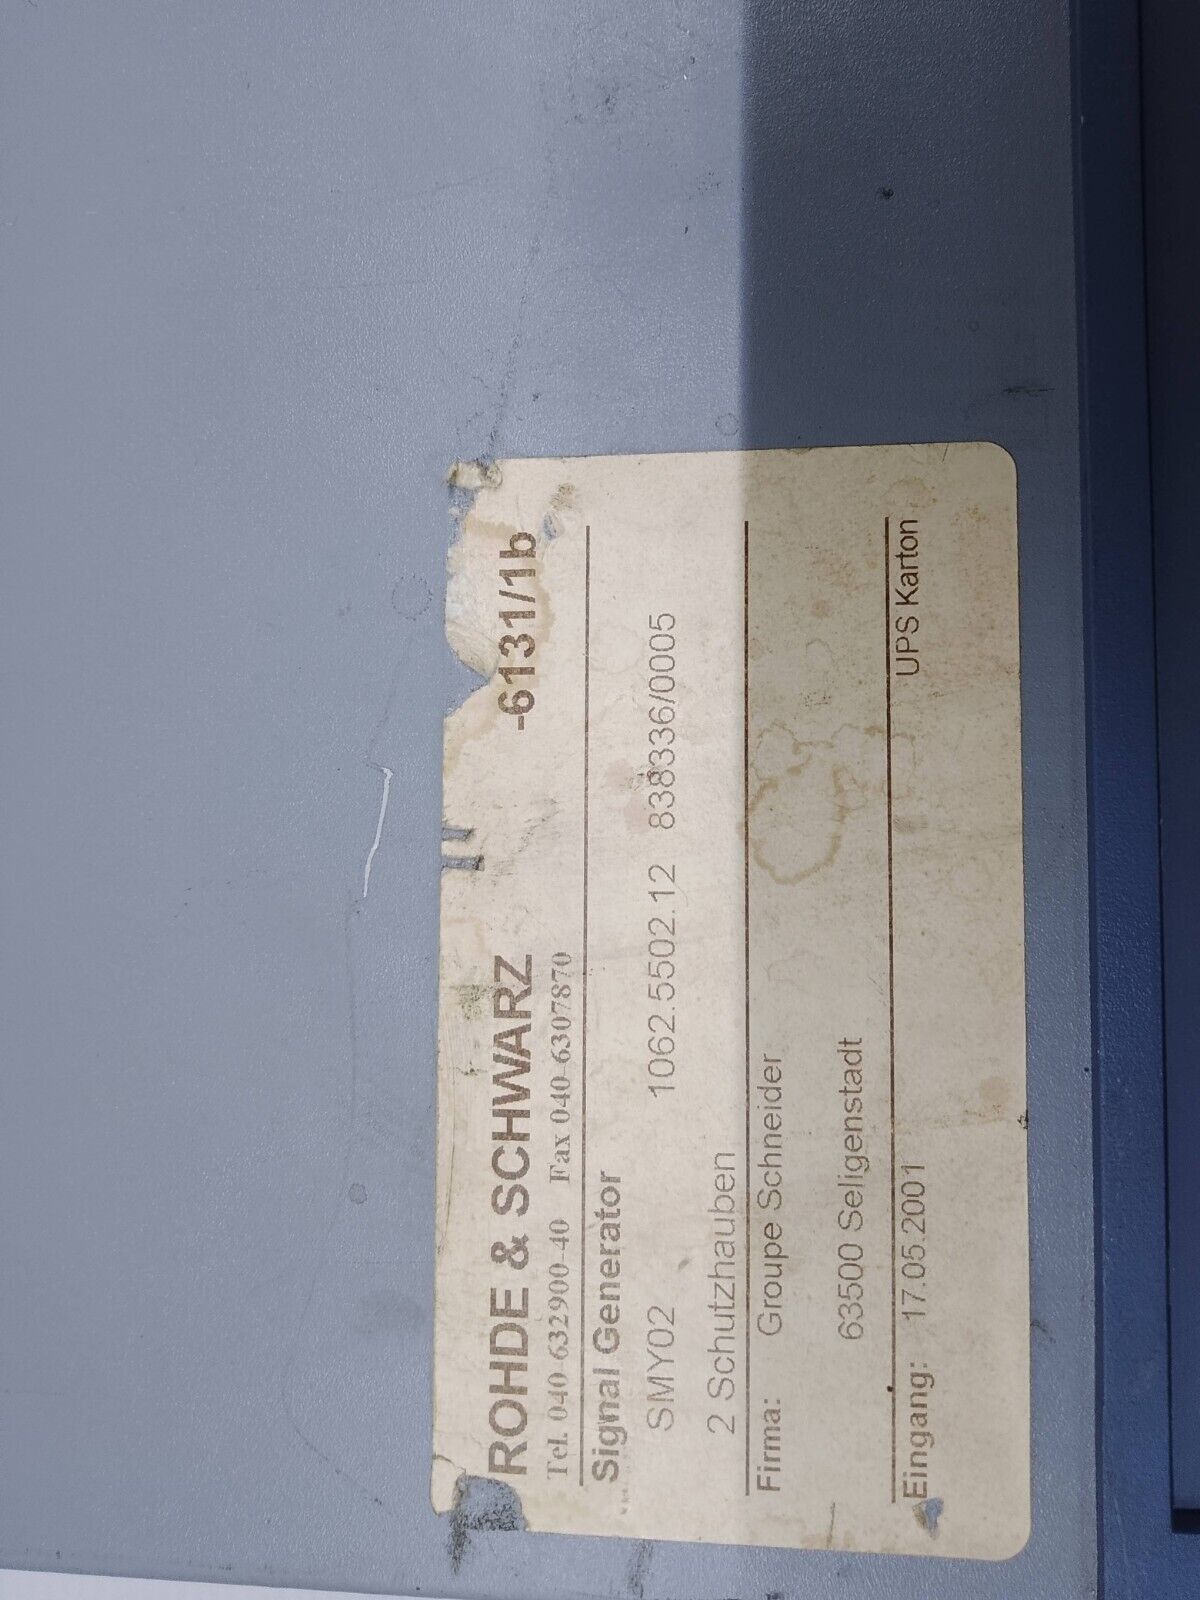 ROHDE & SCHWARZ -6131/1b
Tel. 040-632900-40 Fax 040-6307870
Signal Generator
SMY02 1062.5502.12 838336/0005
2 Schutzhauben
Firma: Groupe Schneider
63500 Seligenstadt
Eingang: 17.05.2001 UPS Karton